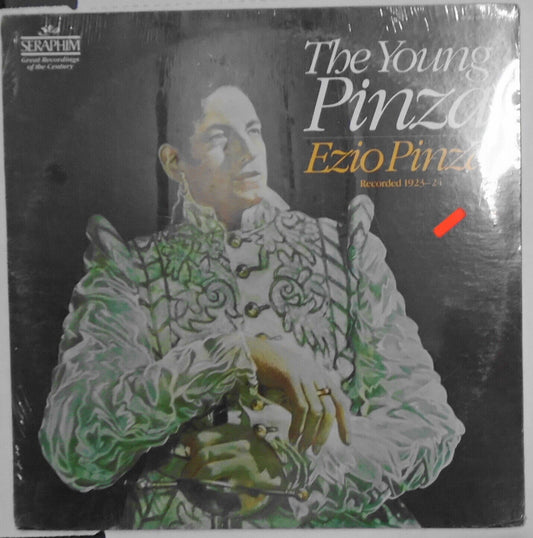 SERAPHIM
Great Recordings
of the Century
The Young
Pinza
Ezio Pinza
Recorded 1923–24